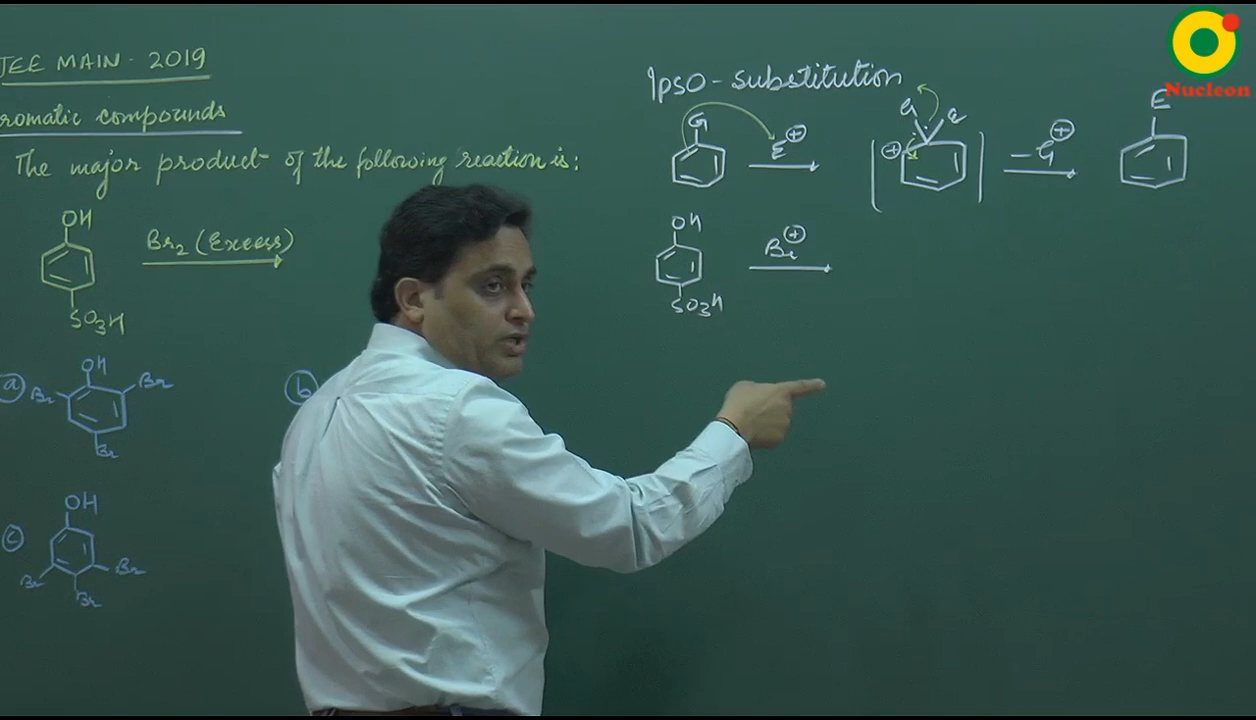 JEE MAIN - 2019
romatic compounds
The major product of the following reaction is:
OH
Br2 (Excess)
SO3H
a
OH
Br
Br
Br
b
c
OH
Br
Br
Br
Nucleon
Ipso-substitution
G
E⊕
G
E
⊕
-G⊕
E
OH
Br⊕
SO3H